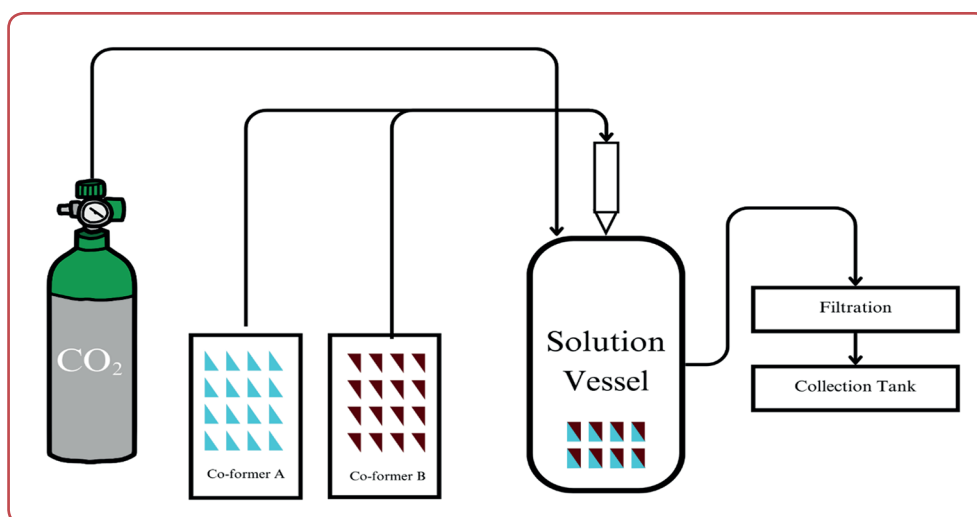 CO₂
Co-former A
Co-former B
Solution
Vessel
Filtration
Collection Tank